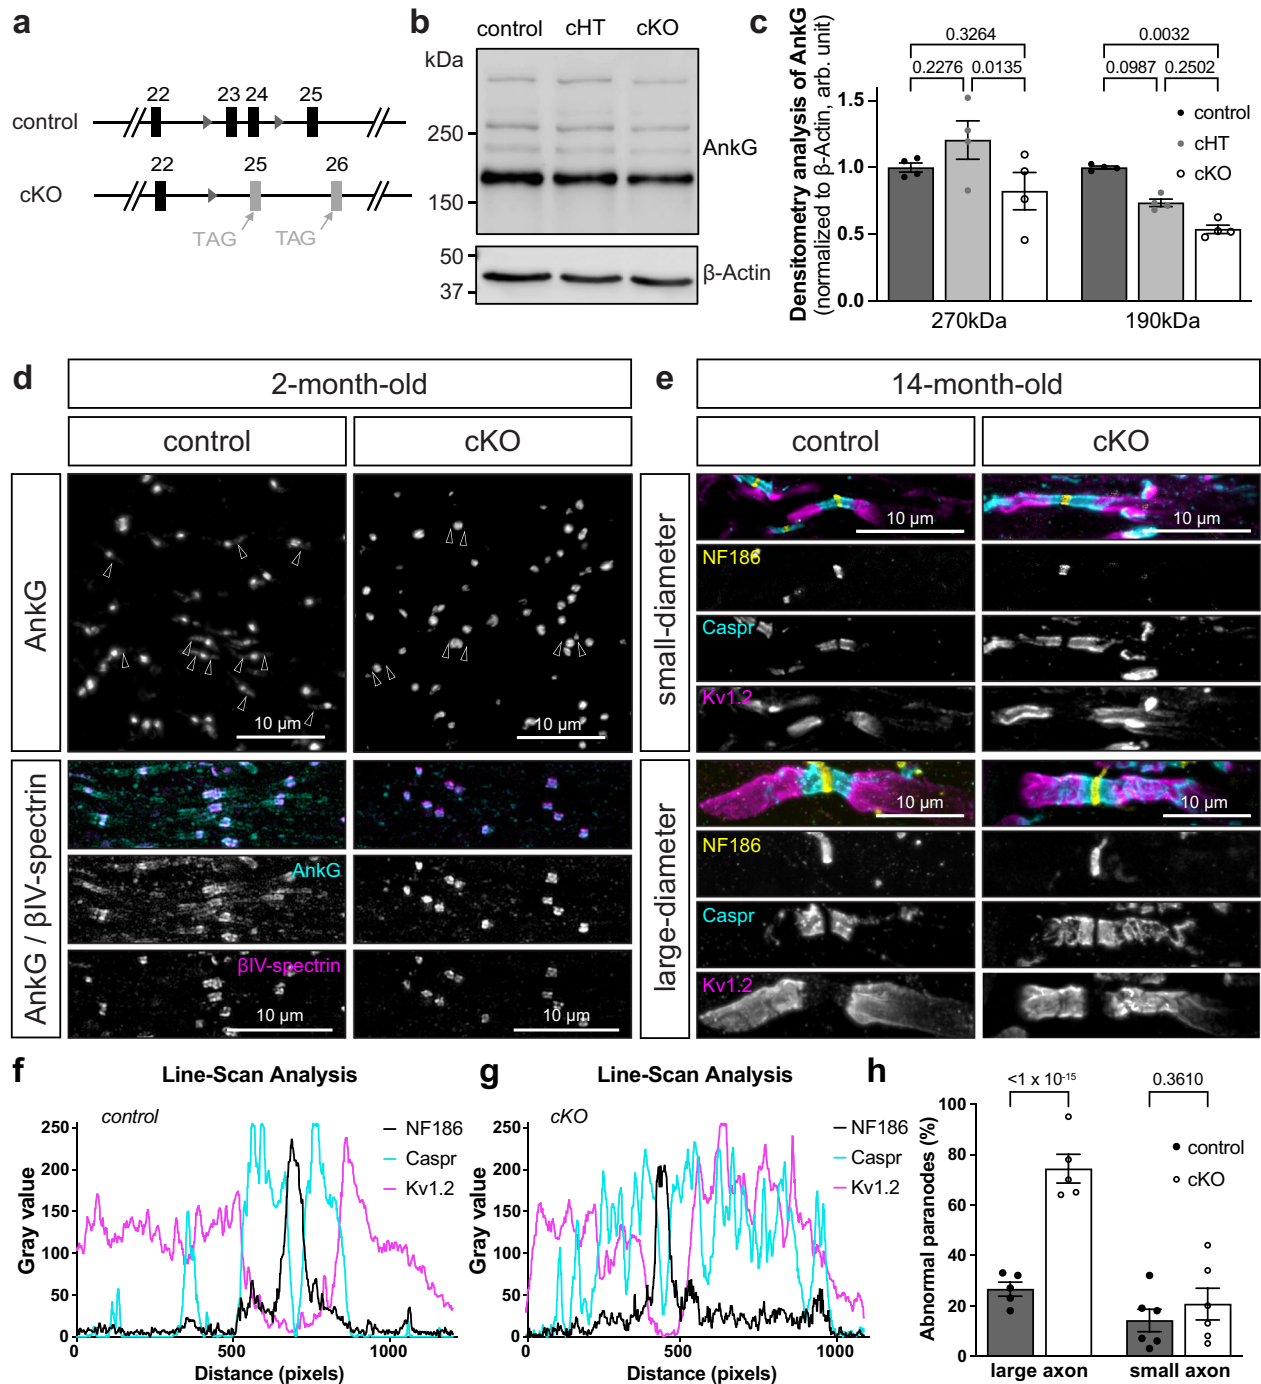 a
22 23 24 25
control
22 25 26
cKO
TAG TAG
b
control cHT cKO
kDa
250
AnkG
150
50
β-Actin
37
c
Densitometry analysis of AnkG
(normalized to β-Actin, arb. unit)
0.3264 0.0032
0.2276 0.0135 0.0987 0.2502
1.5
1.0
0.5
0.0
control
cHT
cKO
270kDa 190kDa
d
2-month-old
control cKO
AnkG
10 µm 10 µm
AnkG / βIV-spectrin
AnkG
βIV-spectrin
10 µm 10 µm
e
14-month-old
control cKO
small-diameter
10 µm 10 µm
NF186
Caspr
Kv1.2
large-diameter
10 µm 10 µm
NF186
Caspr
Kv1.2
f
Line-Scan Analysis
control
NF186
Caspr
Kv1.2
Gray value
250
200
150
100
50
0
0 500 1000
Distance (pixels)
g
Line-Scan Analysis
cKO
NF186
Caspr
Kv1.2
Gray value
250
200
150
100
50
0
0 500 1000
Distance (pixels)
h
<1 x 10-15 0.3610
Abnormal paranodes (%)
100
80
60
40
20
0
control
cKO
large axon small axon